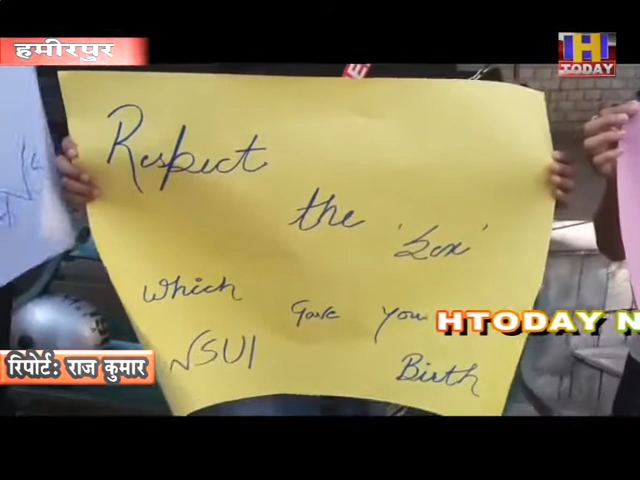 हमीरपुर
H
TODAY
Respect
the 'Sex'
which Gave you
NSUI Birth
HTODAY N
रिपोर्ट: राज कुमार